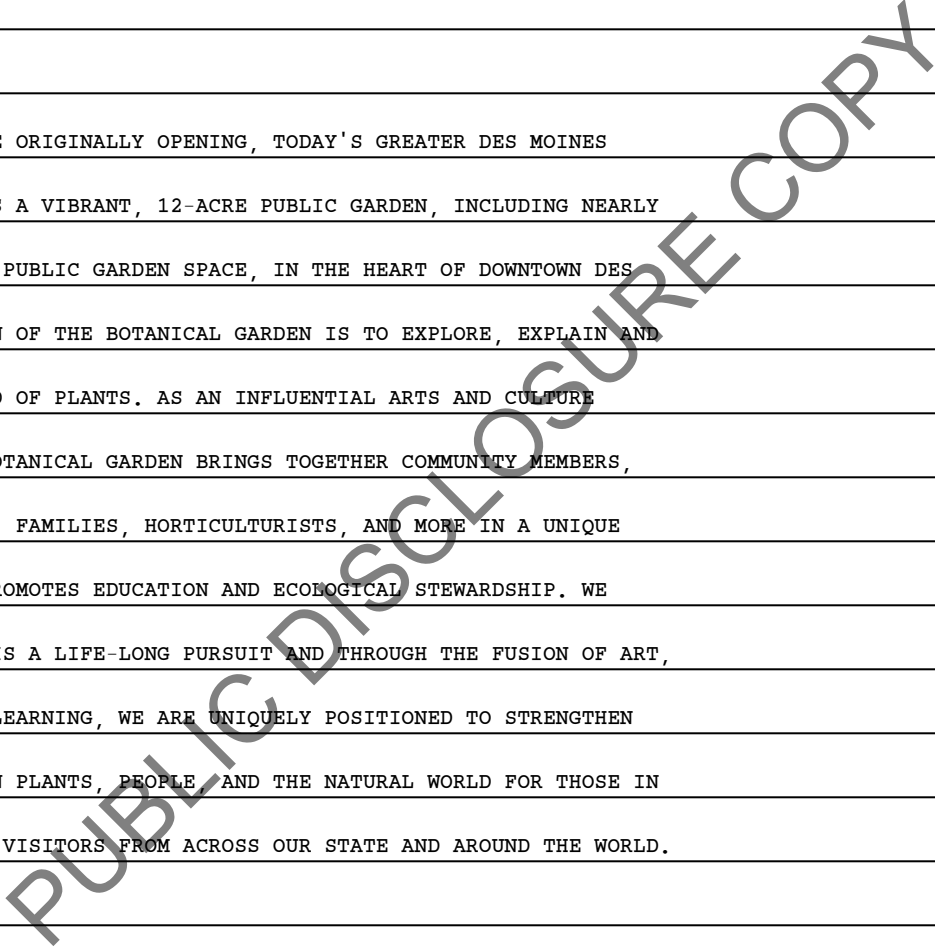 ORIGINALLY OPENING, TODAY'S GREATER DES MOINES
A VIBRANT, 12-ACRE PUBLIC GARDEN, INCLUDING NEARLY
PUBLIC GARDEN SPACE, IN THE HEART OF DOWNTOWN DES
OF THE BOTANICAL GARDEN IS TO EXPLORE, EXPLAIN AND
OF PLANTS. AS AN INFLUENTIAL ARTS AND CULTURE
OTANICAL GARDEN BRINGS TOGETHER COMMUNITY MEMBERS,
FAMILIES, HORTICULTURISTS, AND MORE IN A UNIQUE
ROMOTES EDUCATION AND ECOLOGICAL STEWARDSHIP. WE
S A LIFE-LONG PURSUIT AND THROUGH THE FUSION OF ART,
LEARNING, WE ARE UNIQUELY POSITIONED TO STRENGTHEN
PLANTS, PEOPLE, AND THE NATURAL WORLD FOR THOSE IN
VISITORS FROM ACROSS OUR STATE AND AROUND THE WORLD.
PUBLIC DISCLOSURE COPY